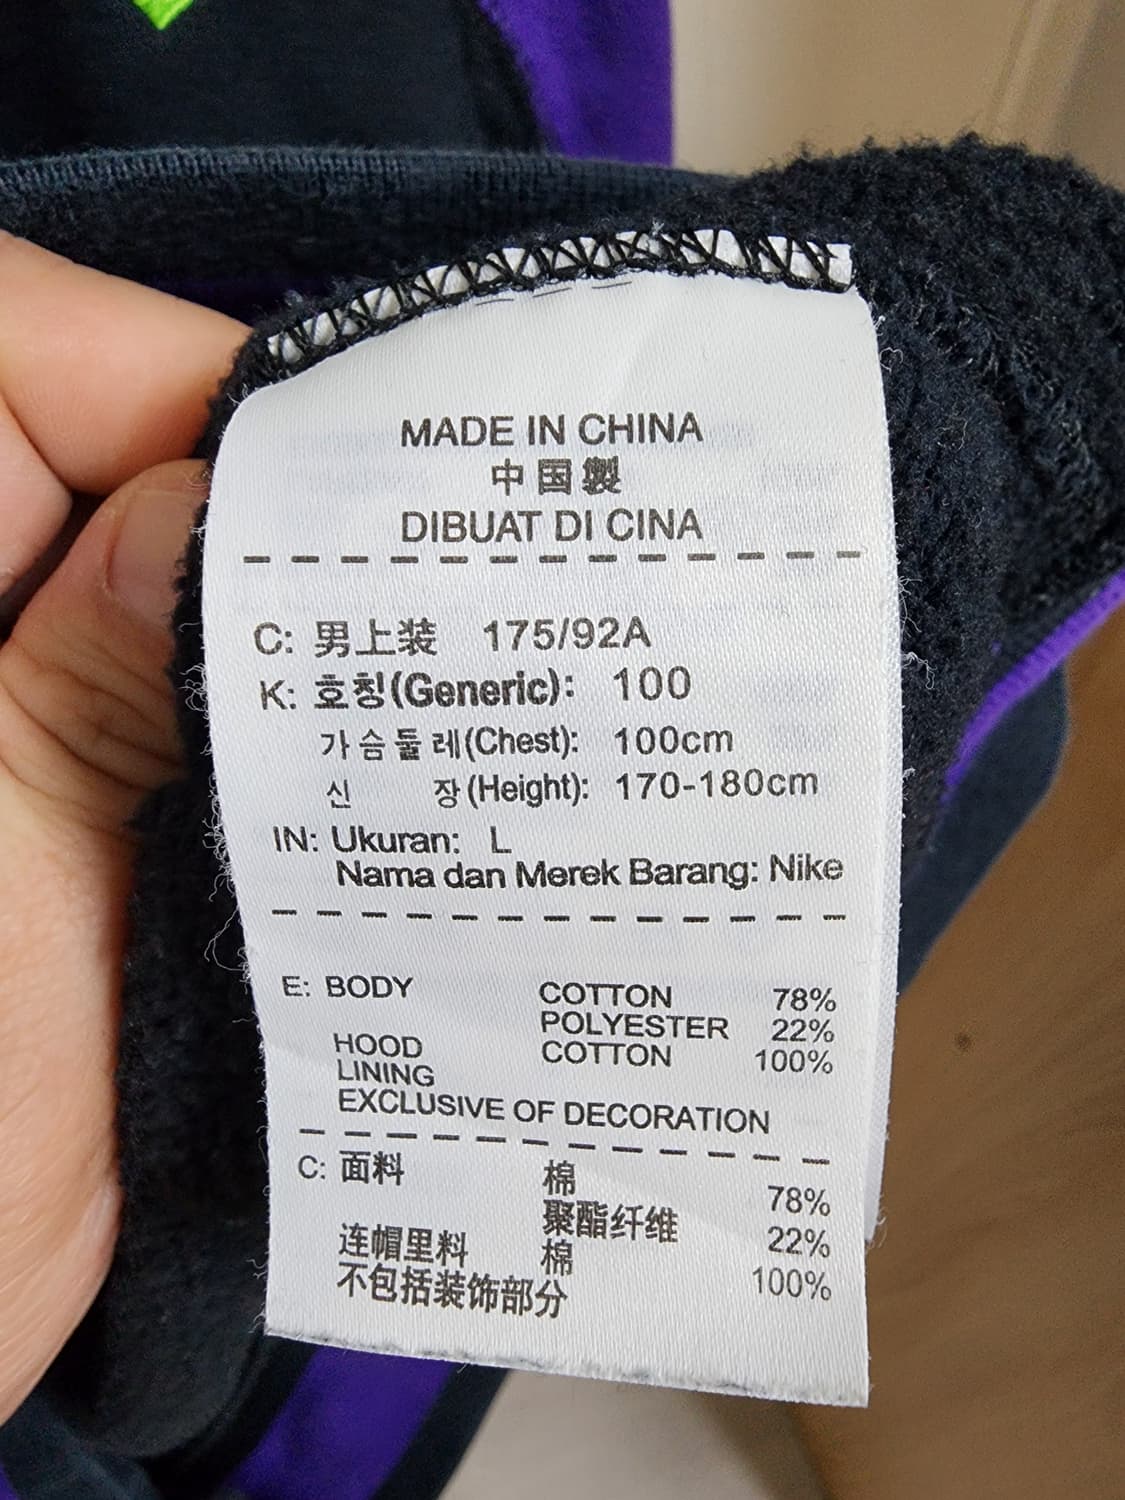 MADE IN CHINA
中国製
DIBUAT DI CINA
C: 男上装 175/92A
K: 호칭(Generic): 100
가슴둘레(Chest): 100cm
신 장(Height): 170-180cm
IN: Ukuran: L
Nama dan Merek Barang: Nike
E: BODY COTTON 78%
POLYESTER 22%
HOOD COTTON 100%
LINING
EXCLUSIVE OF DECORATION
C: 面料 棉 78%
聚酯纤维 22%
连帽里料 棉 100%
不包括装饰部分